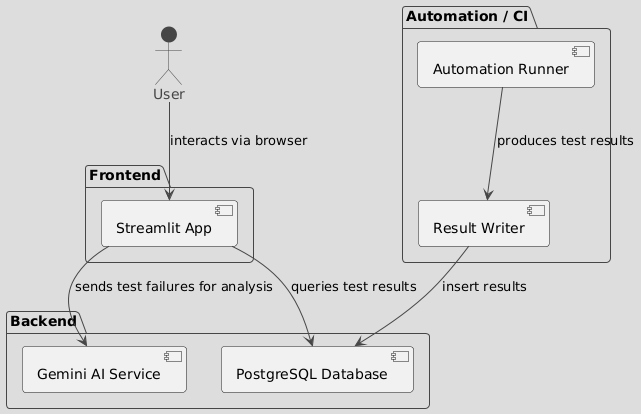 Automation / CI
Automation Runner
User
interacts via browser
produces test results
Frontend
Streamlit App
Result Writer
sends test failures for analysis
queries test results
insert results
Backend
Gemini AI Service
PostgreSQL Database